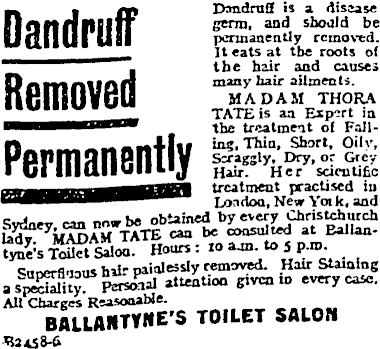 Dandruff
Removed
Permanently
Dandruff is a disease
germ, and should be
permanently removed.
It eats at the roots of
the hair and causes
many hair ailments.
MADAM THORA
TATE is an Expert in
the treatment of Fall-
ing, Thin, Short, Oily,
Scraggly, Dry, or Grey
Hair. Her scientific
treatment practised in
London, New York, and
Sydney, can now be obtained by every Christchurch
lady. MADAM TATE can be consulted at Ballan-
tyne's Toilet Salon. Hours: 10 a.m. to 5 p.m.
Superfluous hair painlessly removed. Hair Staining
a speciality. Personal attention given in every case.
All Charges Reasonable.
BALLANTYNE'S TOILET SALON
B2458-6